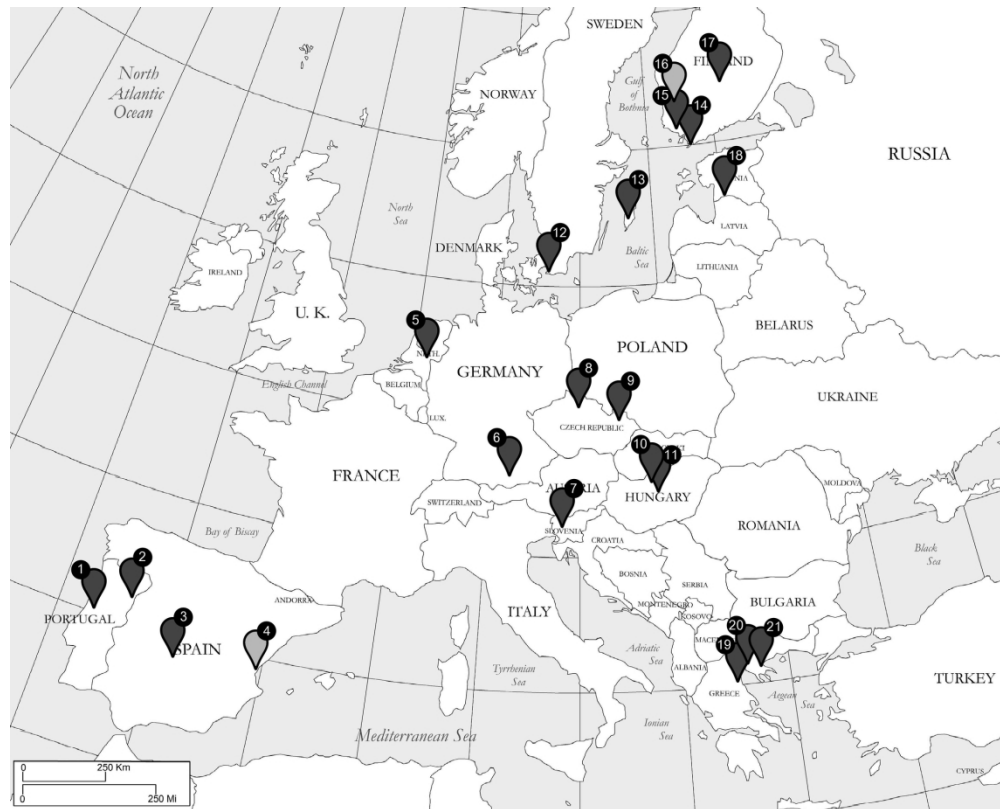 SWEDEN
17
FINLAND
North
Atlantic
Ocean
16
Gulf
of
Bothnia
NORWAY
15
14
RUSSIA
18
13
LATVIA
North
Sea
12
DENMARK
Baltic
Sea
LITHUANIA
IRELAND
U. K.
5
NETH.
BELARUS
POLAND
GERMANY
8
9
English Channel
BELGIUM
UKRAINE
LUX.
CZECH REPUBLIC
6
10
11
FRANCE
7
AUSTRIA
HUNGARY
MOLDOVA
SWITZERLAND
SLOVENIA
ROMANIA
Bay of Biscay
CROATIA
Black
Sea
1
2
BOSNIA
SERBIA
ANDORRA
MONTENEGRO
KOSOVO
BULGARIA
PORTUGAL
ITALY
3
4
SPAIN
20
21
MACE
19
Adriatic
Sea
ALBANIA
Tyrrhenian
Sea
GREECE
Aegean
Sea
TURKEY
Ionian
Sea
Mediterranean Sea
0
250 Km
0
250 Mi
CYPRUS